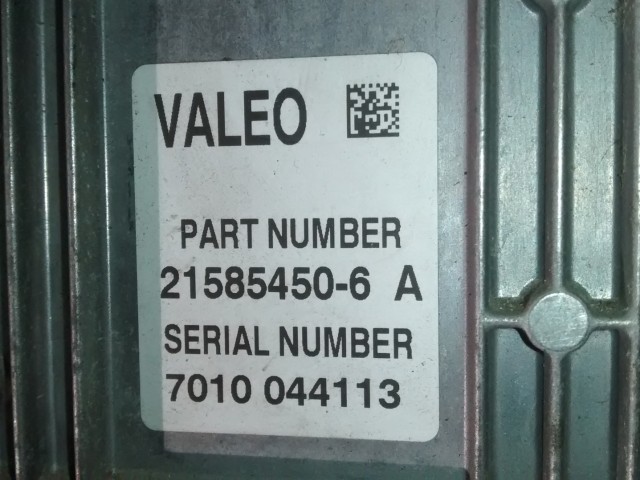 VALEO
PART NUMBER
21585450-6 A
SERIAL NUMBER
7010 044113